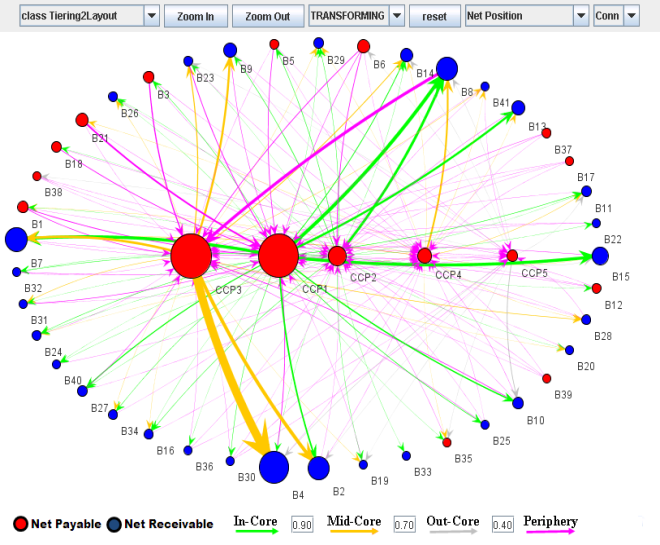 class Tiering2Layout Zoom In Zoom Out TRANSFORMING reset Net Position Conn
B5
B29
B6
B9
B14
B23
B8
B3
B41
B26
B13
B21
B37
B18
B17
B38
B11
B1
B22
B7
CCP2
CCP4
CCP5
B15
CCP3
CCP1
B32
B12
B31
B28
B24
B20
B40
B39
B27
B10
B34
B25
B16
B35
B36
B33
B30
B19
B4
B2
Net Payable Net Receivable In-Core 0.90 Mid-Core 0.70 Out-Core 0.40 Periphery